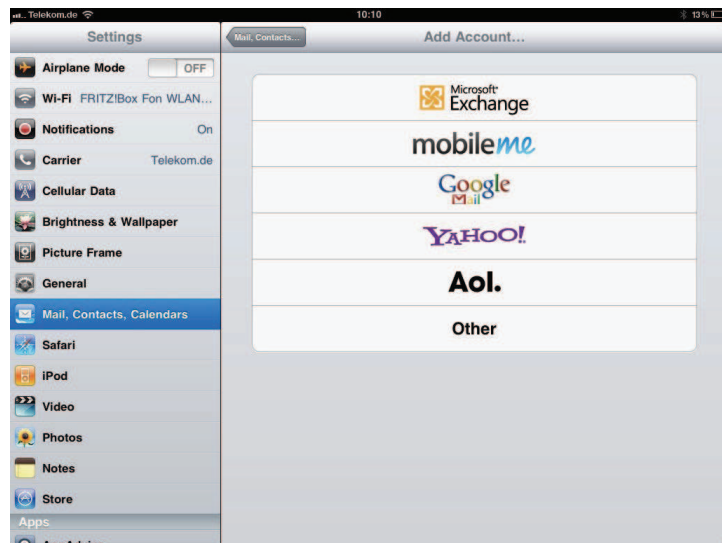 Telekom.de
10:10
13 %
Settings
Mail, Contacts...
Add Account...
Airplane Mode OFF
Wi-Fi FRITZ!Box Fon WLAN...
Notifications On
Carrier Telekom.de
Cellular Data
Brightness & Wallpaper
Picture Frame
General
Mail, Contacts, Calendars
Safari
iPod
Video
Photos
Notes
Store
Apps
Microsoft
Exchange
mobileme
Google
Mail
YAHOO!
Aol.
Other